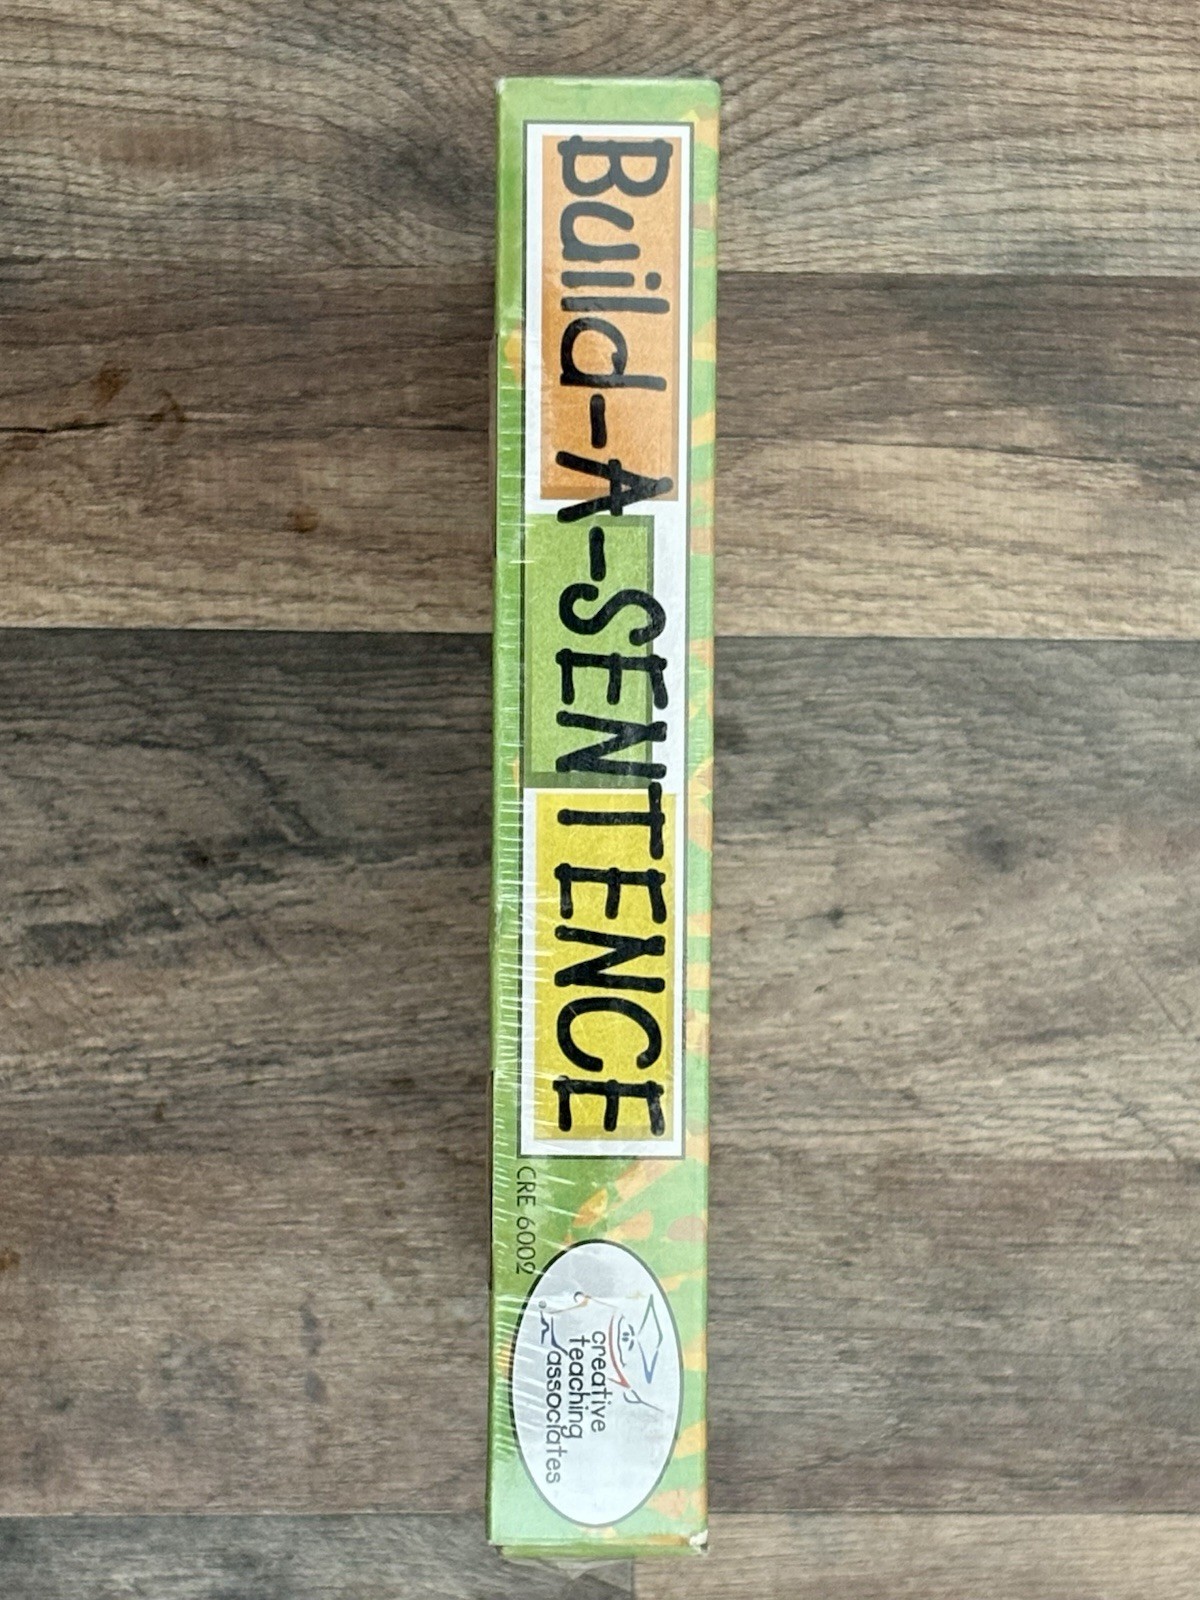 Build-A-SENTENCE
CRE 6002
creative
teaching
associates